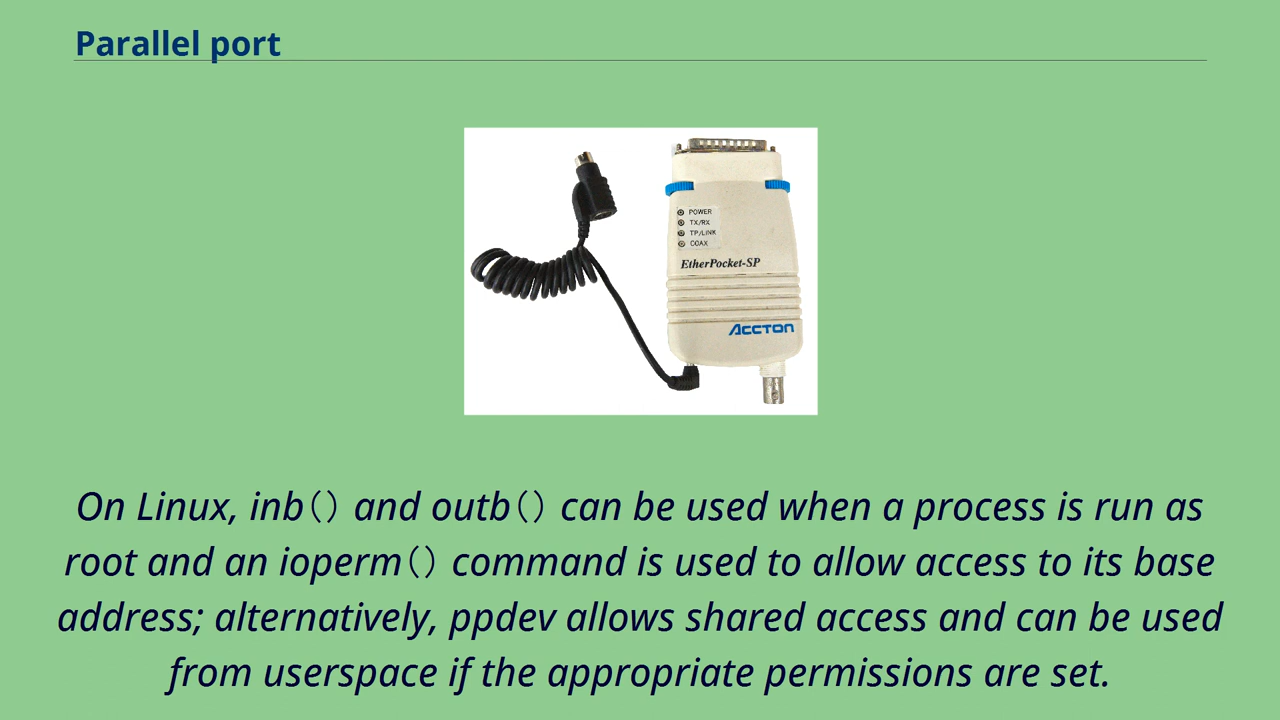 Parallel port
POWER
TX/RX
TP/LINK
COAX
EtherPocket-SP
Accton
On Linux, inb() and outb() can be used when a process is run as
root and an ioperm() command is used to allow access to its base
address; alternatively, ppdev allows shared access and can be used
from userspace if the appropriate permissions are set.